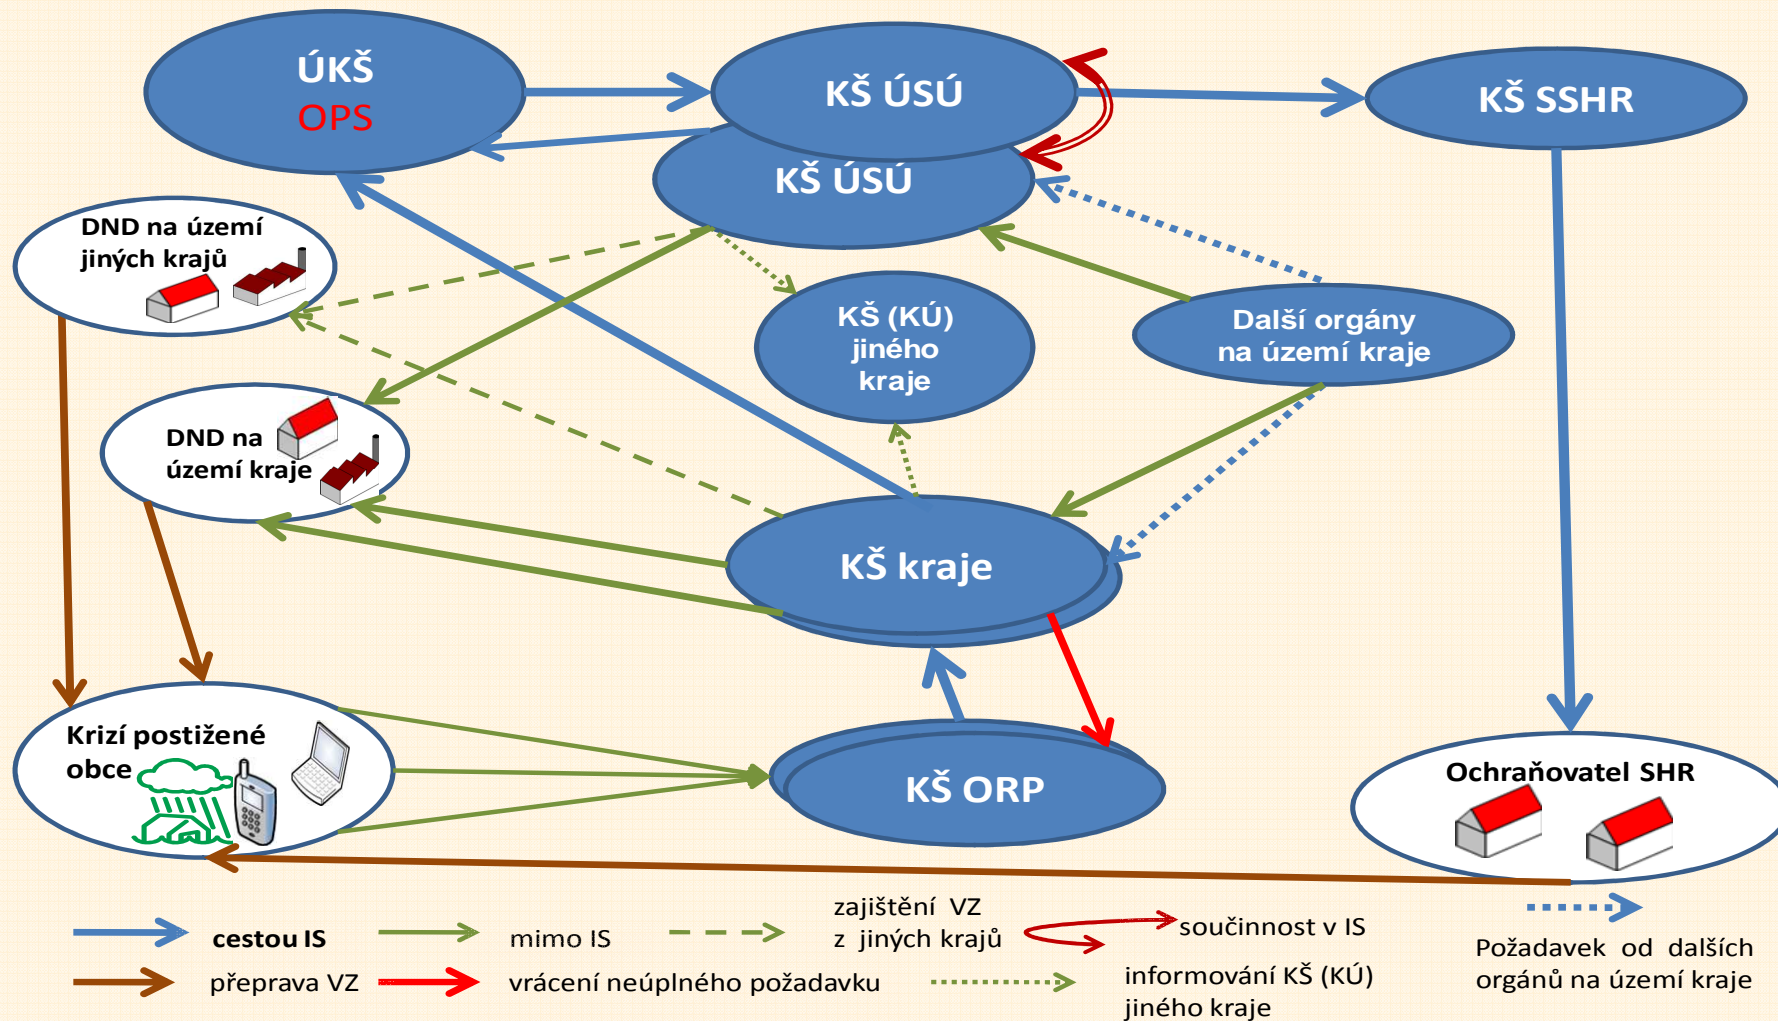 ÚKŠ
OPS
KŠ ÚSÚ
KŠ SSHR
KŠ ÚSÚ
DND na území
jiných krajů
KŠ (KÚ)
jiného
kraje
Další orgány
na území kraje
DND na
území kraje
KŠ kraje
Krizí postižené
obce
KŠ ORP
Ochraňovatel SHR
cestou IS
mimo IS
zajištění VZ
z jiných krajů
součinnost v IS
Požadavek od dalších
orgánů na území kraje
přeprava VZ
vrácení neúplného požadavku
informování KŠ (KÚ)
jiného kraje